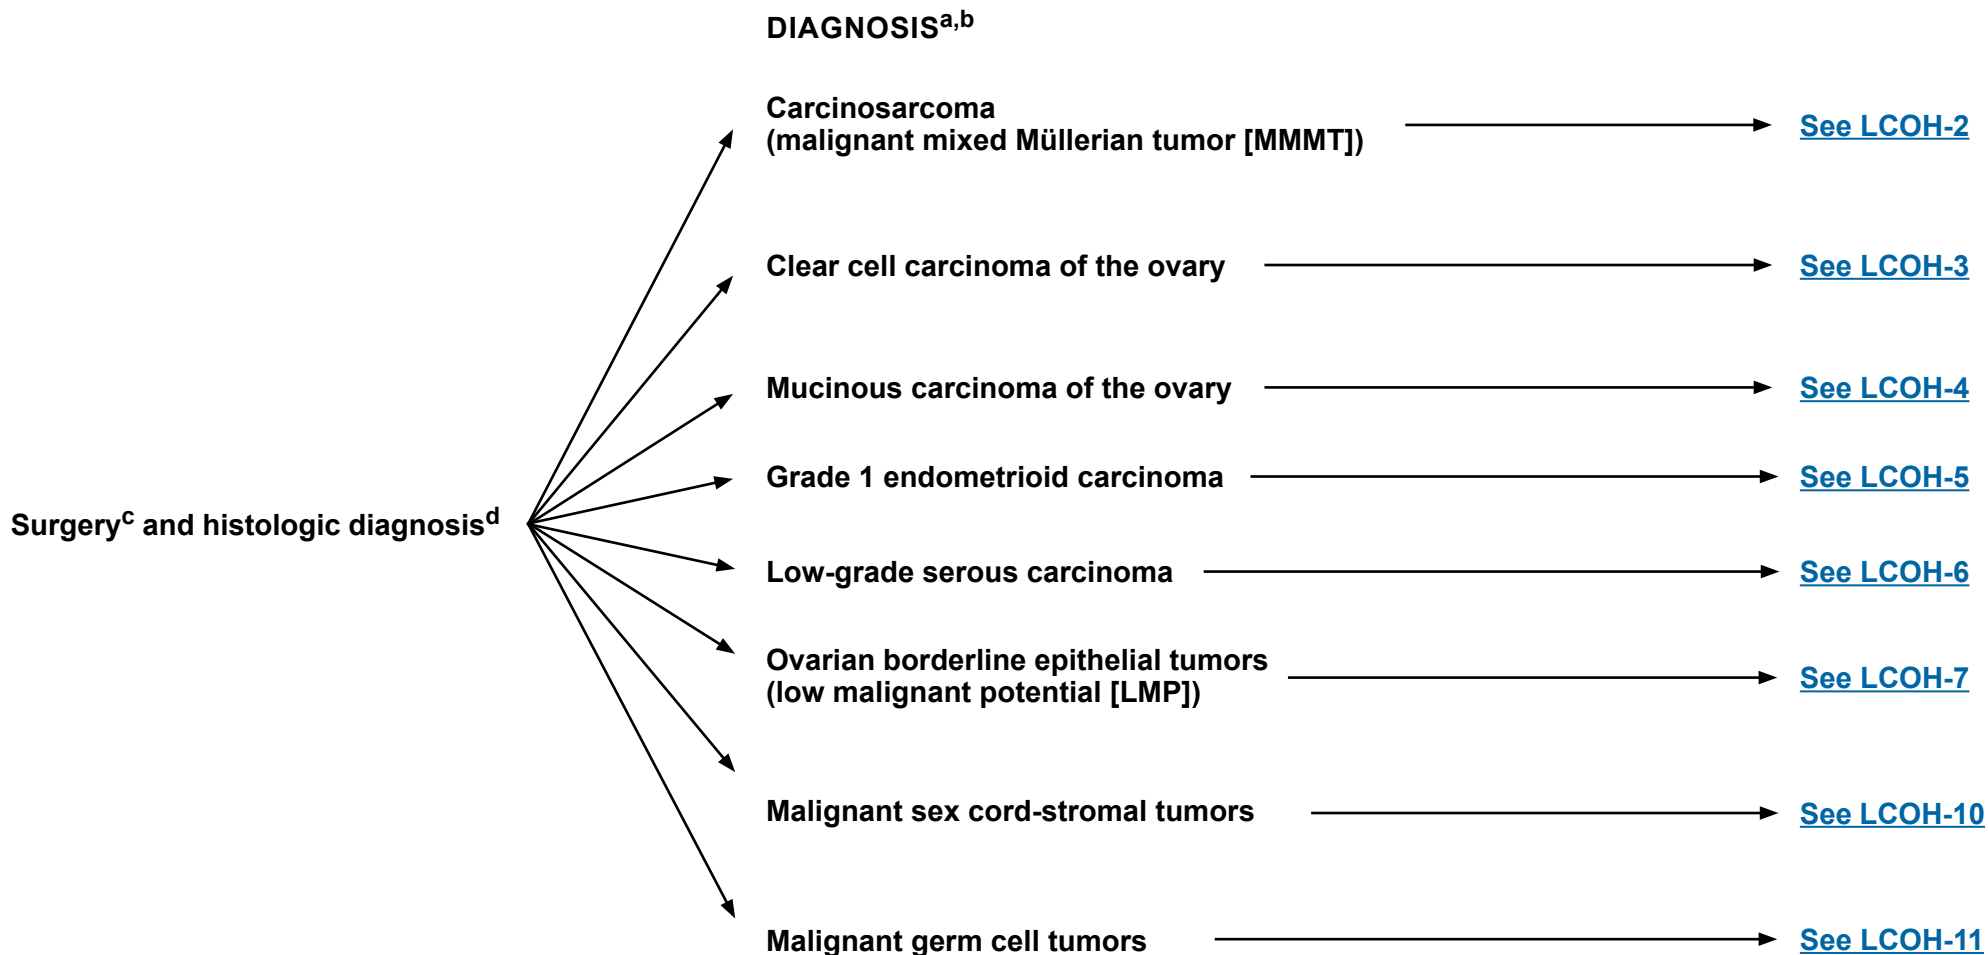 DIAGNOSISa,b
Carcinosarcoma
(malignant mixed Müllerian tumor [MMMT])
See LCOH-2
Clear cell carcinoma of the ovary
See LCOH-3
Mucinous carcinoma of the ovary
See LCOH-4
Grade 1 endometrioid carcinoma
See LCOH-5
Surgeryc and histologic diagnosisd
Low-grade serous carcinoma
See LCOH-6
Ovarian borderline epithelial tumors
(low malignant potential [LMP])
See LCOH-7
Malignant sex cord-stromal tumors
See LCOH-10
Malignant germ cell tumors
See LCOH-11